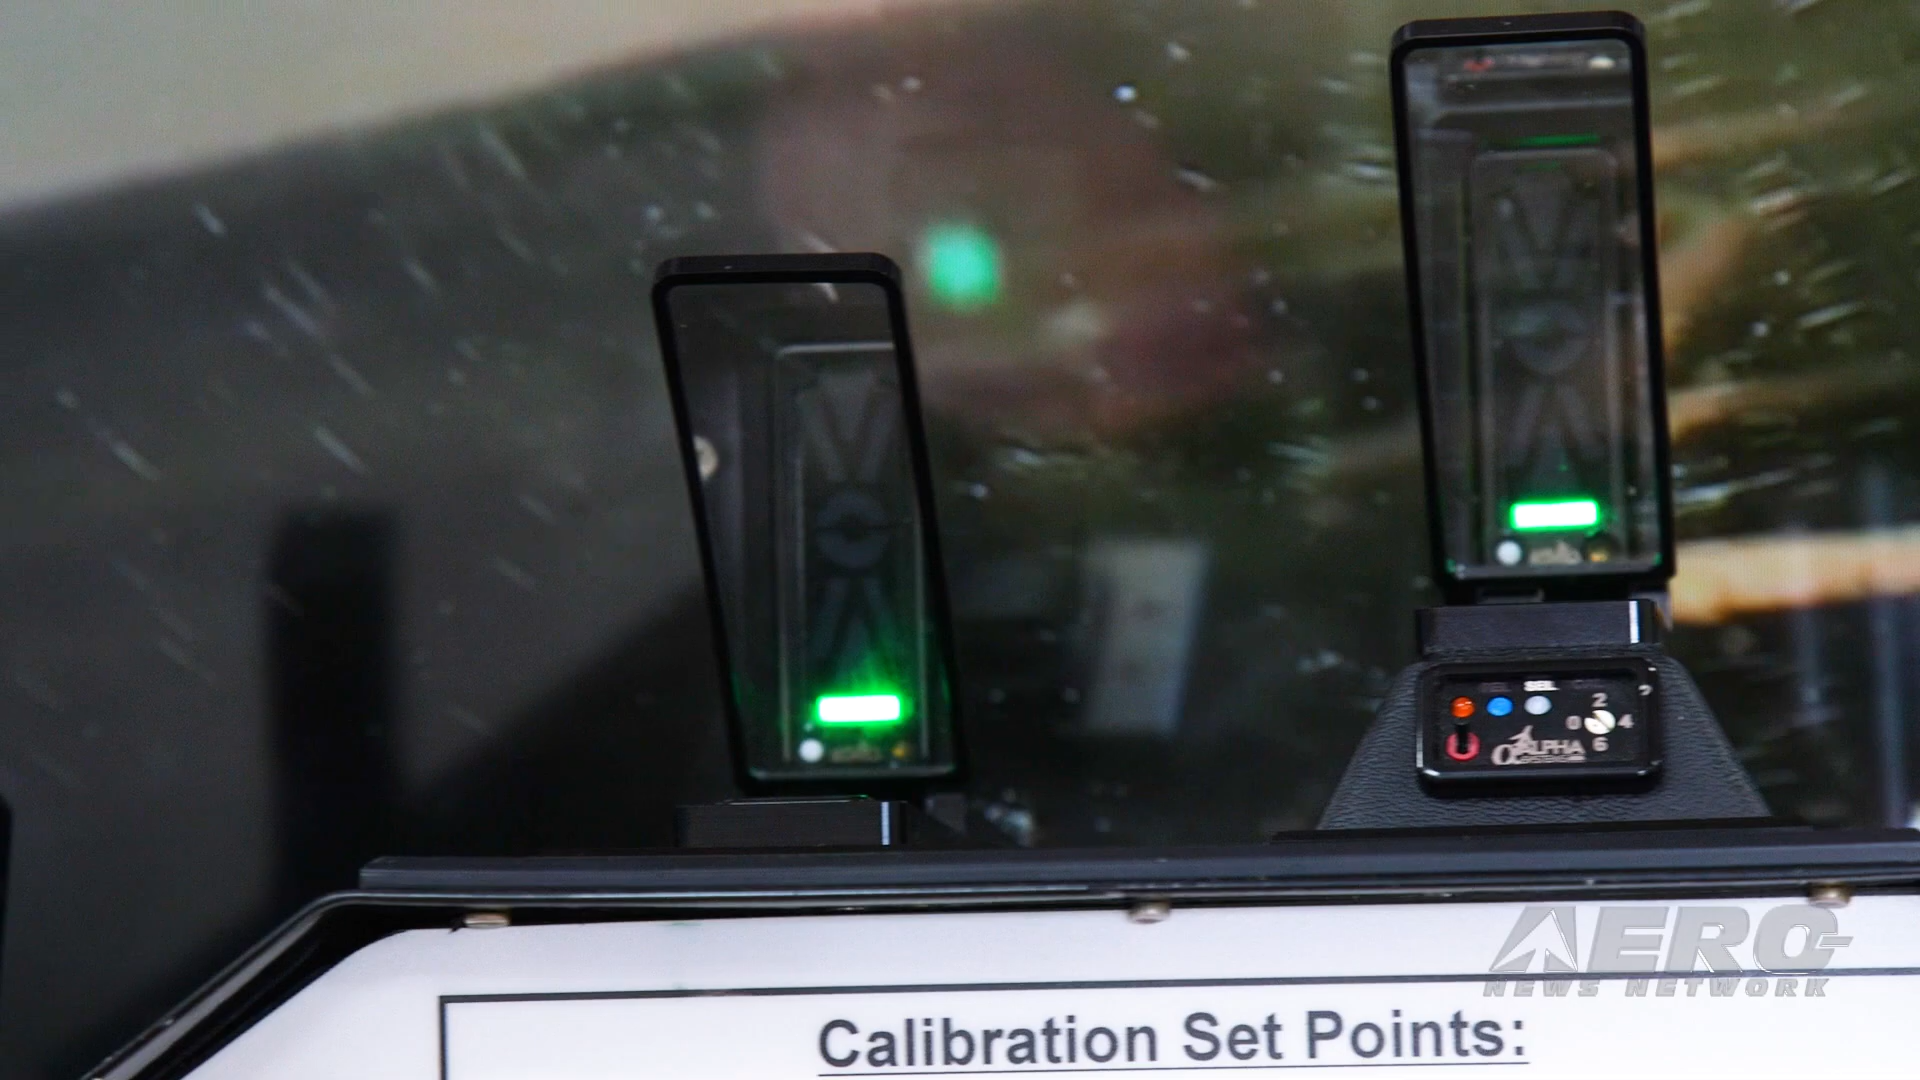 SEL
2
0 4
6
ALPHA
AERO
NEWS NETWORK
Calibration Set Points: